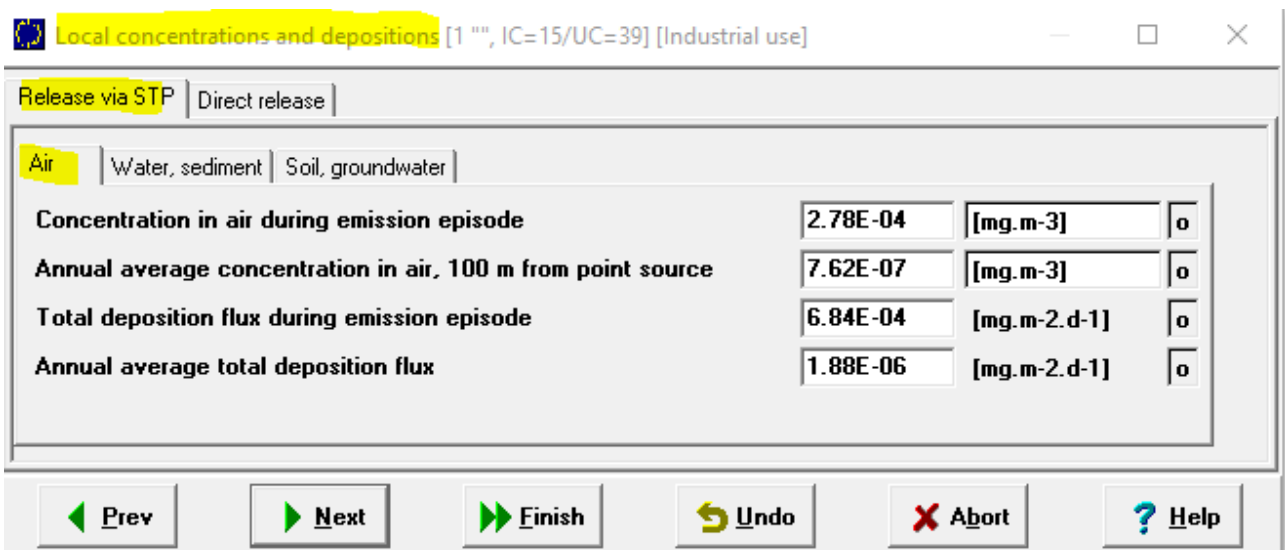 Local concentrations and depositions [1 "", IC=15/UC=39] [Industrial use]
Release via STP Direct release
Air Water, sediment Soil, groundwater
Concentration in air during emission episode 2.78E-04 [mg.m-3] o
Annual average concentration in air, 100 m from point source 7.62E-07 [mg.m-3] o
Total deposition flux during emission episode 6.84E-04 [mg.m-2.d-1] o
Annual average total deposition flux 1.88E-06 [mg.m-2.d-1] o
Prev Next Finish Undo Abort ? Help